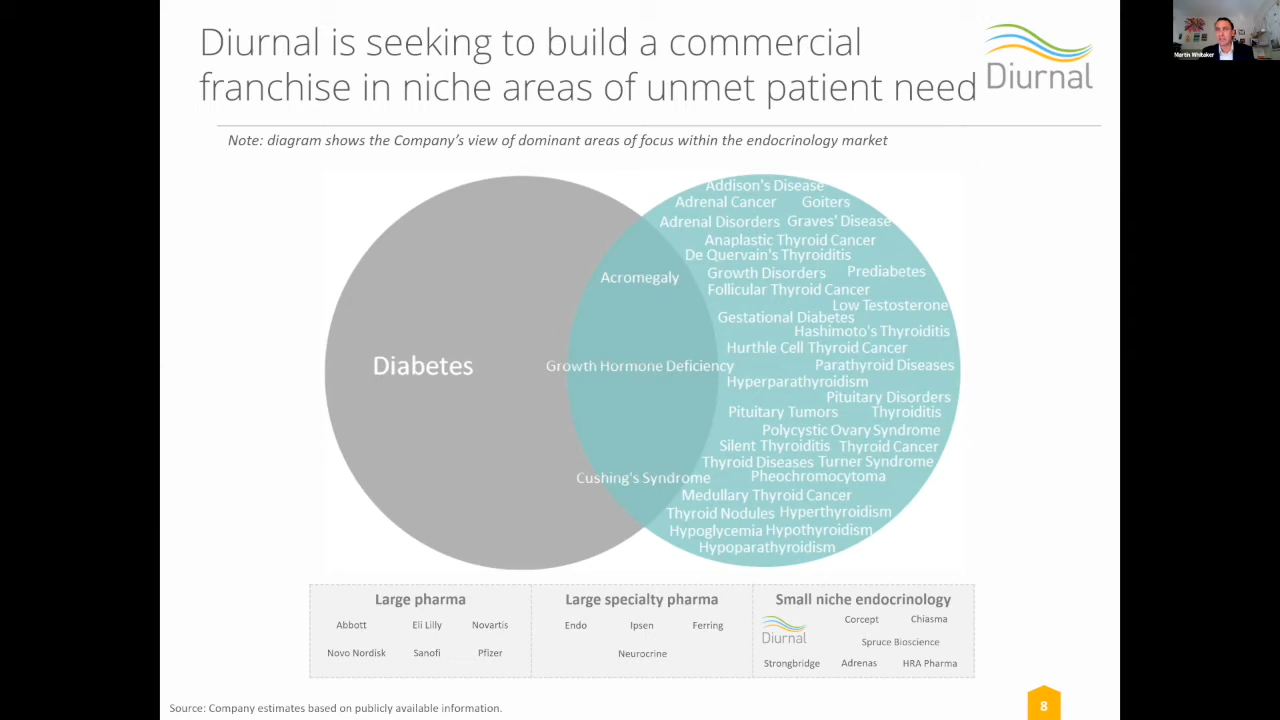 Diurnal is seeking to build a commercial
franchise in niche areas of unmet patient need
Diurnal
Martin Whitaker
Note: diagram shows the Company's view of dominant areas of focus within the endocrinology market
Diabetes
Acromegaly
Growth Hormone Deficiency
Cushing's Syndrome
Addison's Disease
Adrenal Cancer Goiters
Adrenal Disorders Graves' Disease
Anaplastic Thyroid Cancer
De Quervain's Thyroiditis
Growth Disorders Prediabetes
Follicular Thyroid Cancer
Low Testosterone
Gestational Diabetes
Hashimoto's Thyroiditis
Hurthle Cell Thyroid Cancer
Parathyroid Diseases
Hyperparathyroidism
Pituitary Disorders
Pituitary Tumors Thyroiditis
Polycystic Ovary Syndrome
Silent Thyroiditis Thyroid Cancer
Thyroid Diseases Turner Syndrome
Pheochromocytoma
Medullary Thyroid Cancer
Thyroid Nodules Hyperthyroidism
Hypoglycemia Hypothyroidism
Hypoparathyroidism
Large pharma
Abbott Eli Lilly Novartis
Novo Nordisk Sanofi Pfizer
Large specialty pharma
Endo Ipsen Ferring
Neurocrine
Small niche endocrinology
Diurnal Corcept Chiasma
Spruce Bioscience
Strongbridge Adrenas HRA Pharma
Source: Company estimates based on publicly available information.
8